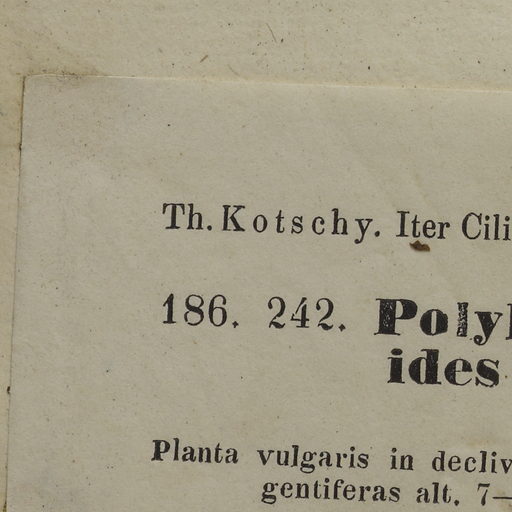 Th. Kotschy. Iter Cili
186. 242. Poly
ides
Planta vulgaris in decliv
gentiferas alt. 7—